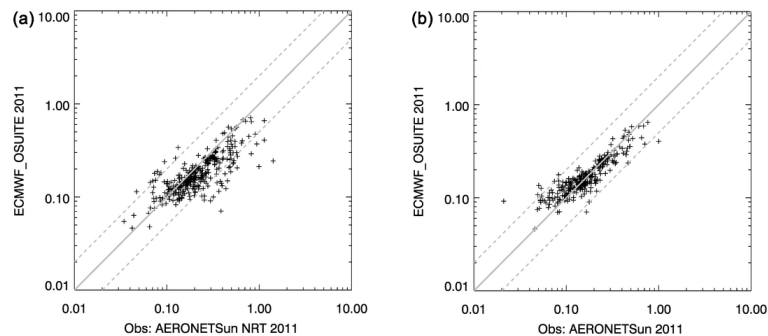 (a)
10.00
1.00
0.10
0.01
ECMWF_OSUITE 2011
0.01 0.10 1.00 10.00
Obs: AERONETSun NRT 2011
(b)
10.00
1.00
0.10
0.01
ECMWF_OSUITE 2011
0.01 0.10 1.00 10.00
Obs: AERONETSun 2011